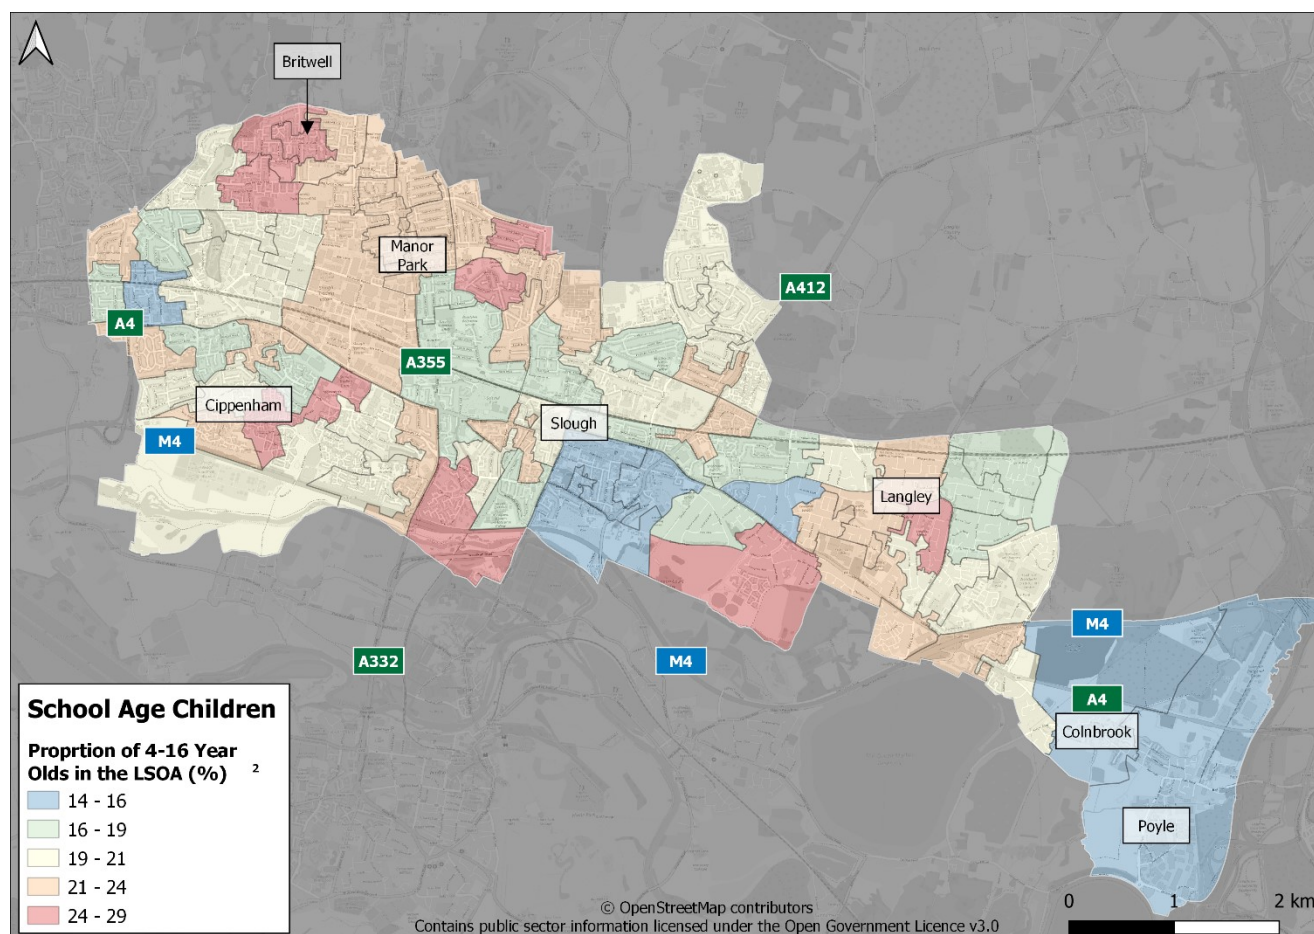 Britwell
Manor
Park
A412
A4
A355
Cippenham
Slough
M4
Langley
M4
A332
M4
A4
Colnbrook
Poyle
School Age Children
Proprtion of 4-16 Year
Olds in the LSOA (%) 2
14 - 16
16 - 19
19 - 21
21 - 24
24 - 29
© OpenStreetMap contributors
Contains public sector information licensed under the Open Government Licence v3.0
0 1 2 km